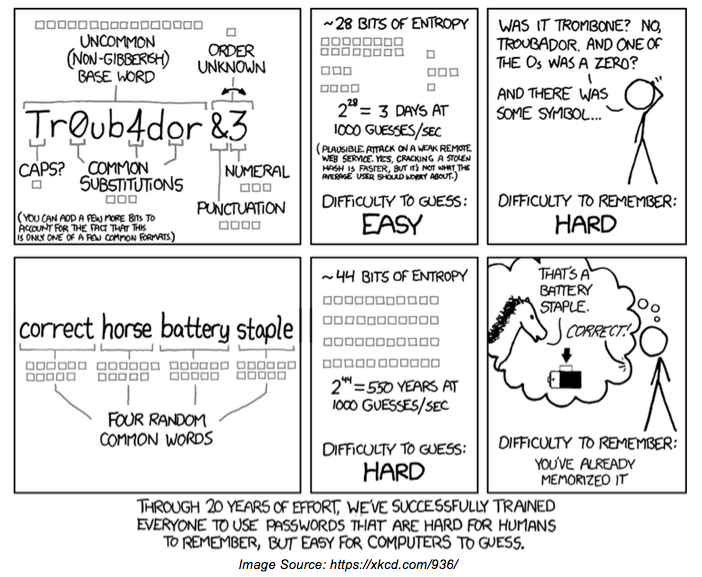 UNCOMMON
(NON-GIBBERISH)
BASE WORD
ORDER
UNKNOWN
Tr0ub4dor &3
CAPS?
COMMON
SUBSTITUTIONS
NUMERAL
PUNCTUATION
(YOU CAN ADD A FEW MORE BITS TO
ACCOUNT FOR THE FACT THAT THIS
IS ONLY ONE OF A FEW COMMON FORMATS.)
~28 BITS OF ENTROPY
2^28 = 3 DAYS AT
1000 GUESSES/SEC
(PLAUSIBLE ATTACK ON A WEAK REMOTE
WEB SERVICE. YES, CRACKING A STOLEN
HASH IS FASTER, BUT IT'S NOT WHAT THE
AVERAGE USER SHOULD WORRY ABOUT.)
DIFFICULTY TO GUESS:
EASY
WAS IT TROMBONE? NO,
TROUBADOR. AND ONE OF
THE Os WAS A ZERO?
AND THERE WAS
SOME SYMBOL...
DIFFICULTY TO REMEMBER:
HARD
correct horse battery staple
FOUR RANDOM
COMMON WORDS
~44 BITS OF ENTROPY
2^44 = 550 YEARS AT
1000 GUESSES/SEC
DIFFICULTY TO GUESS:
HARD
THAT'S A
BATTERY
STAPLE.
CORRECT!
DIFFICULTY TO REMEMBER:
YOU'VE ALREADY
MEMORIZED IT
THROUGH 20 YEARS OF EFFORT, WE'VE SUCCESSFULLY TRAINED
EVERYONE TO USE PASSWORDS THAT ARE HARD FOR HUMANS
TO REMEMBER, BUT EASY FOR COMPUTERS TO GUESS.
Image Source: https://xkcd.com/936/